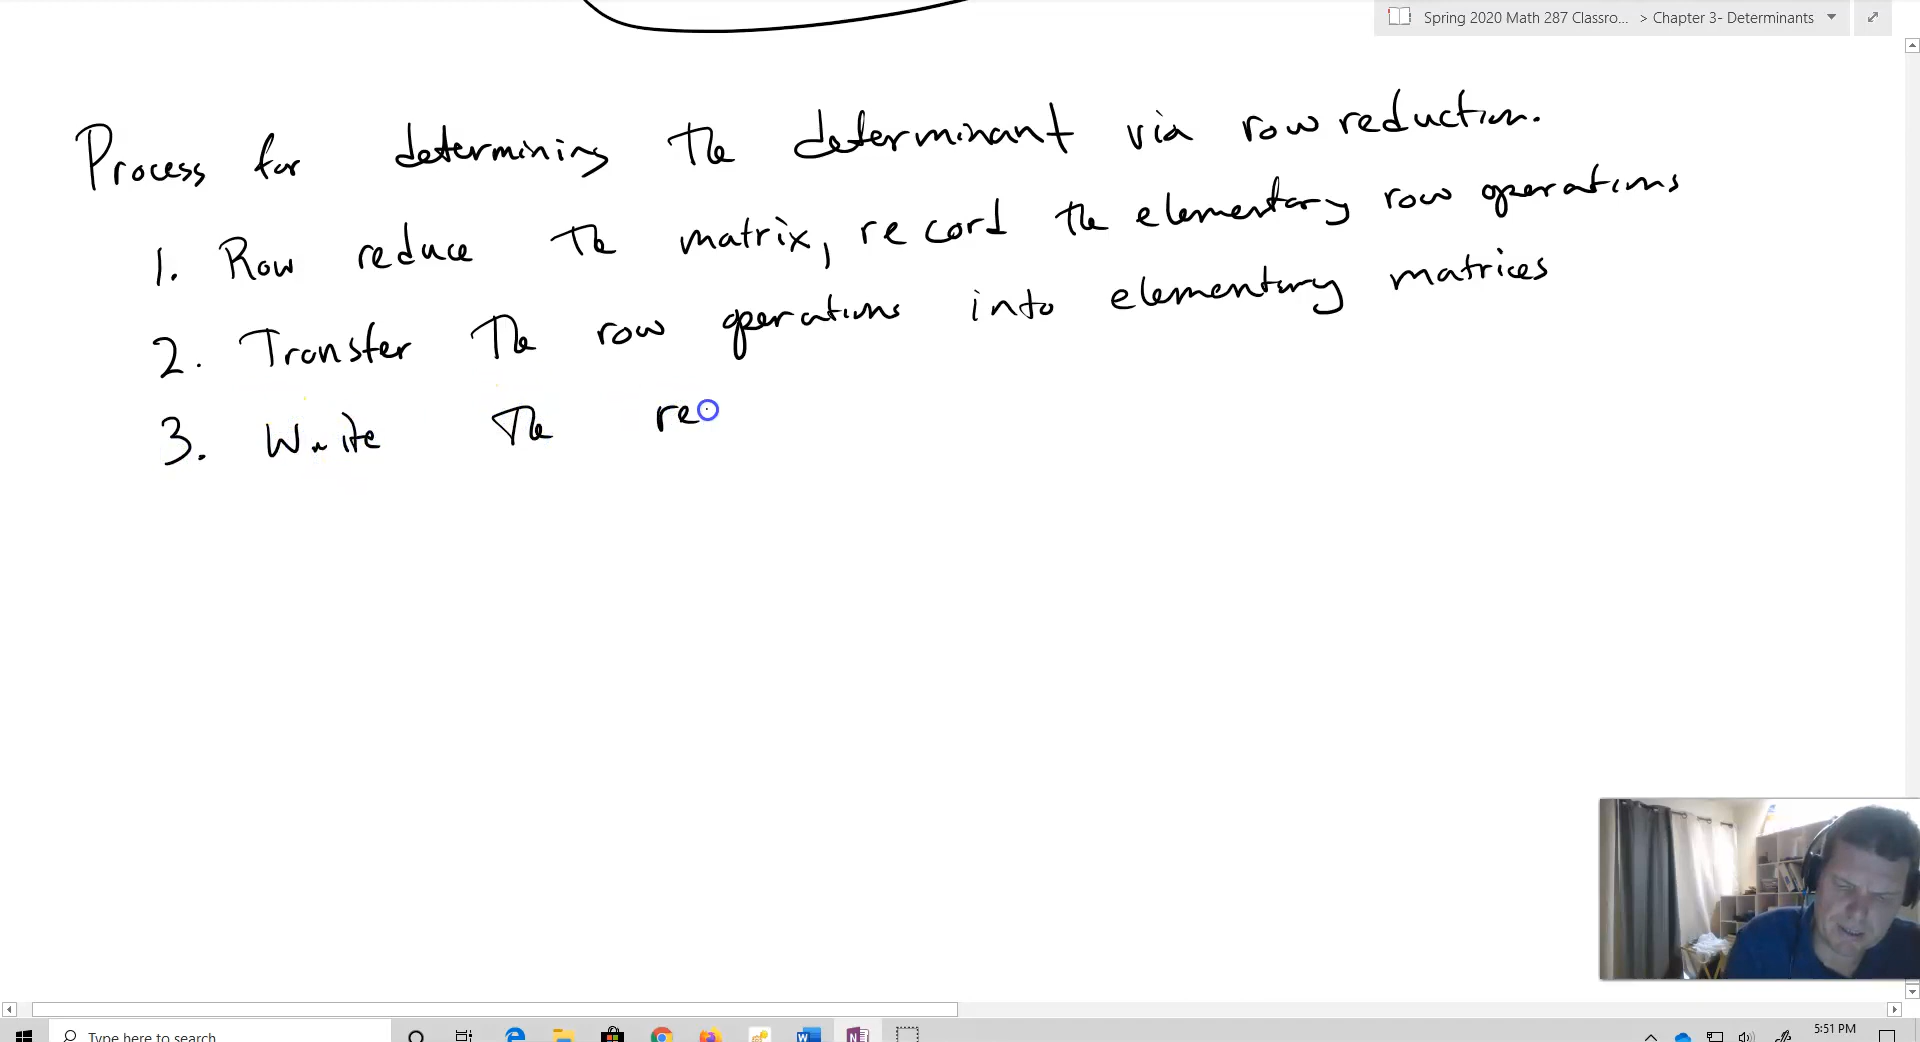 Spring 2020 Math 287 Classro... > Chapter 3- Determinants
Process for determining the determinant via row reduction.
1. Row reduce the matrix, record the elementary row operations
2. Transfer the row operations into elementary matrices
3. Write the re
Type here to search
5:51 PM